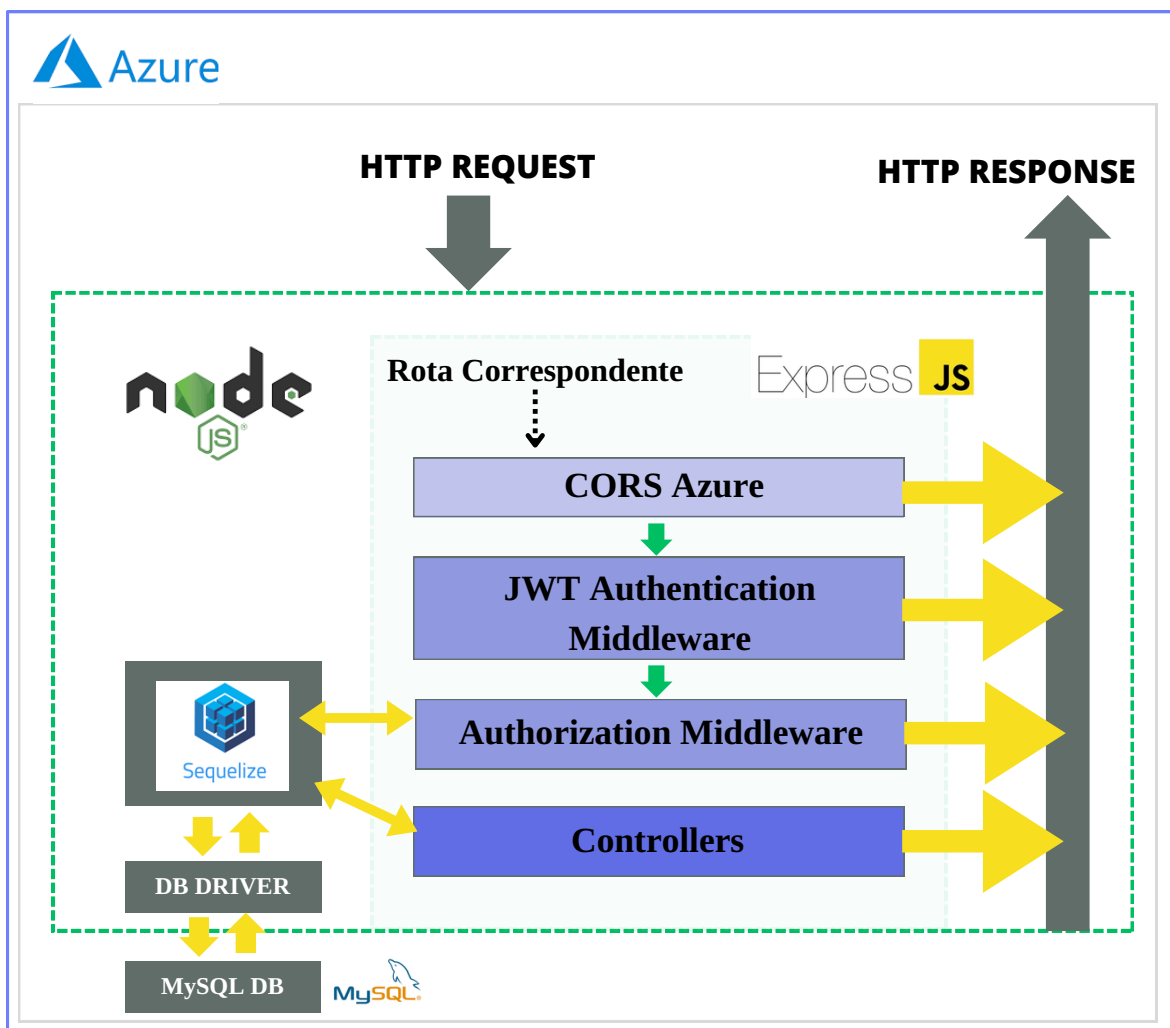 Azure
HTTP REQUEST
HTTP RESPONSE
node
JS®
Rota Correspondente
Express JS
CORS Azure
JWT Authentication
Middleware
Sequelize
Authorization Middleware
Controllers
DB DRIVER
MySQL DB
MySQL®